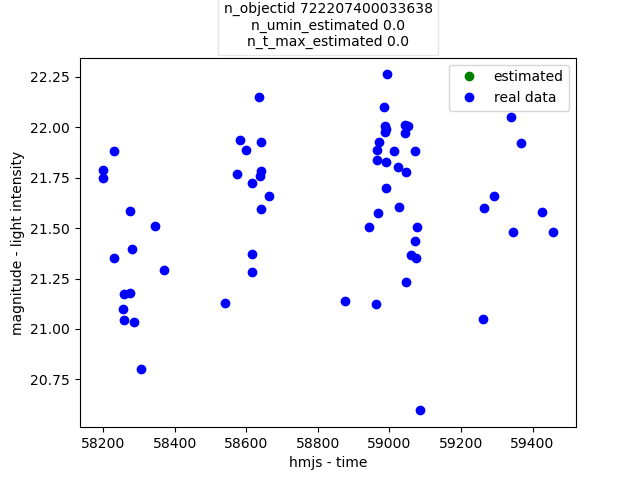 n_objectid 722207400033638
n_umin_estimated 0.0
n_t_max_estimated 0.0
estimated
real data
22.25
22.00
21.75
21.50
21.25
21.00
20.75
magnitude - light intensity
58200 58400 58600 58800 59000 59200 59400
hmjs - time